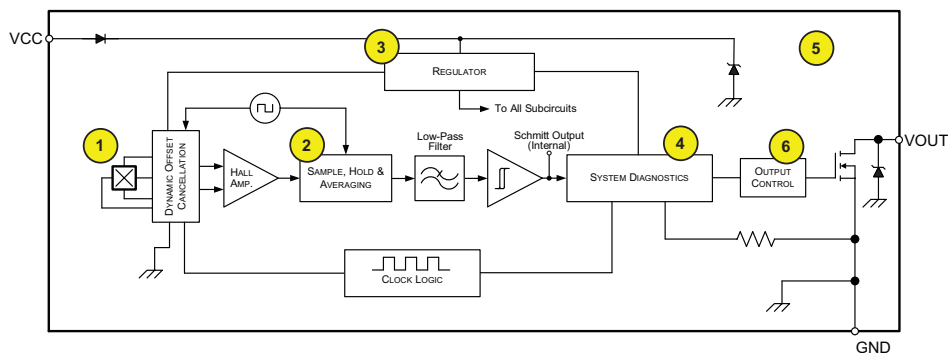 VCC
3
5
REGULATOR
To All Subcircuits
1
2
Low-Pass
Filter
Schmitt Output
(Internal)
4
6
VOUT
DYNAMIC OFFSET
CANCELLATION
HALL
AMP.
SAMPLE, HOLD &
AVERAGING
SYSTEM DIAGNOSTICS
OUTPUT
CONTROL
CLOCK LOGIC
GND